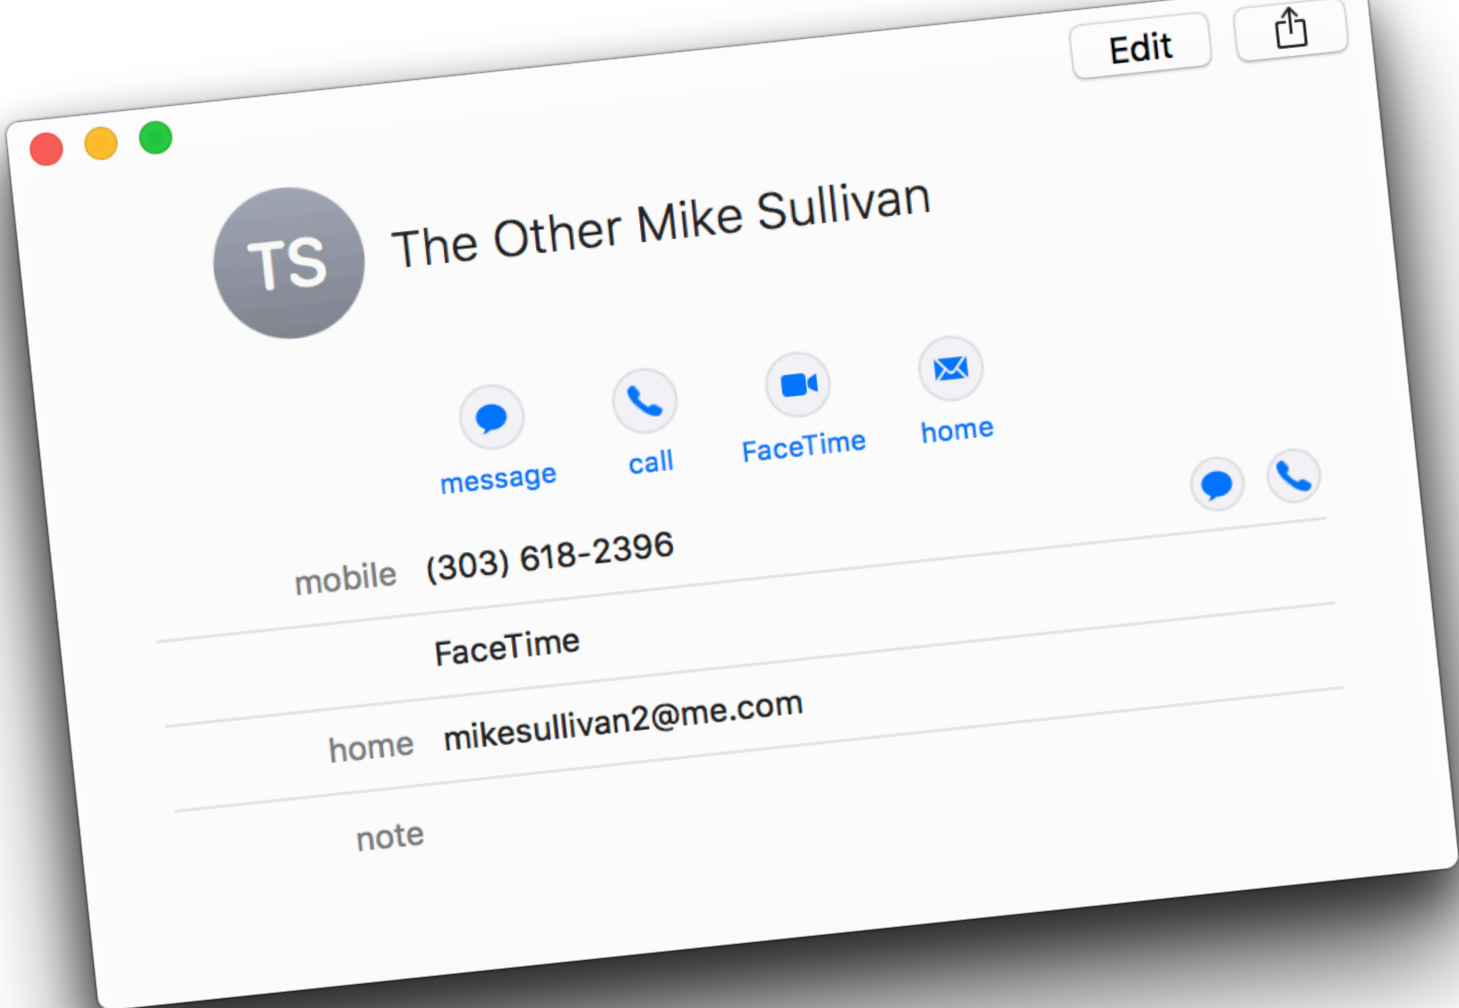 Edit
TS
The Other Mike Sullivan
message call FaceTime home
mobile (303) 618-2396
FaceTime
home mikesullivan2@me.com
note